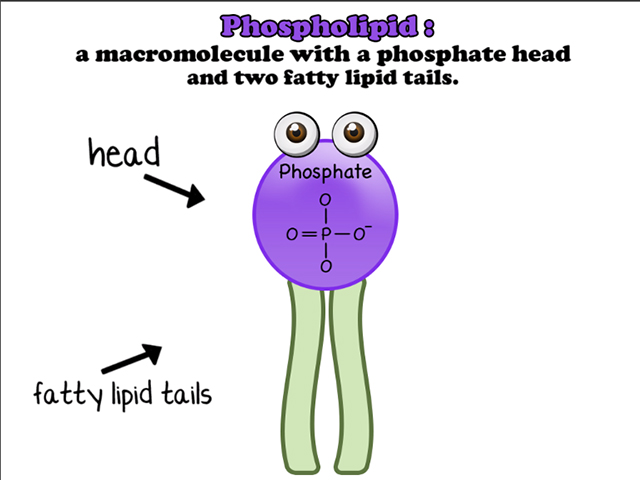 Phospholipid :
a macromolecule with a phosphate head
and two fatty lipid tails.
head
Phosphate
O
O=P—O⁻
O
fatty lipid tails